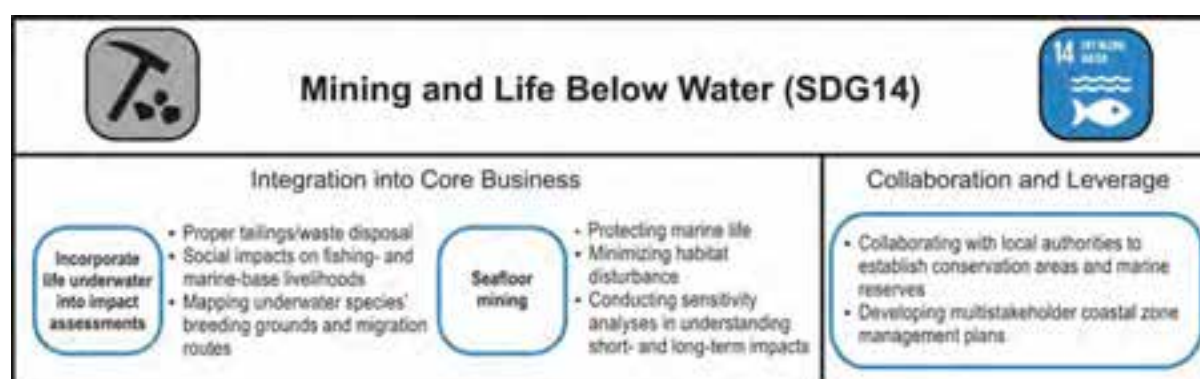 14 LIFE BELOW
WATER
Mining and Life Below Water (SDG14)
Integration into Core Business
Incorporate
life underwater
into impact
assessments
• Proper tailings/waste disposal
• Social impacts on fishing- and
marine-base livelihoods
• Mapping underwater species'
breeding grounds and migration
routes
Seafloor
mining
• Protecting marine life
• Minimizing habitat
disturbance
• Conducting sensitivity
analyses in understanding
short- and long-term impacts
Collaboration and Leverage
• Collaborating with local authorities to
establish conservation areas and marine
reserves
• Developing multistakeholder coastal zone
management plans